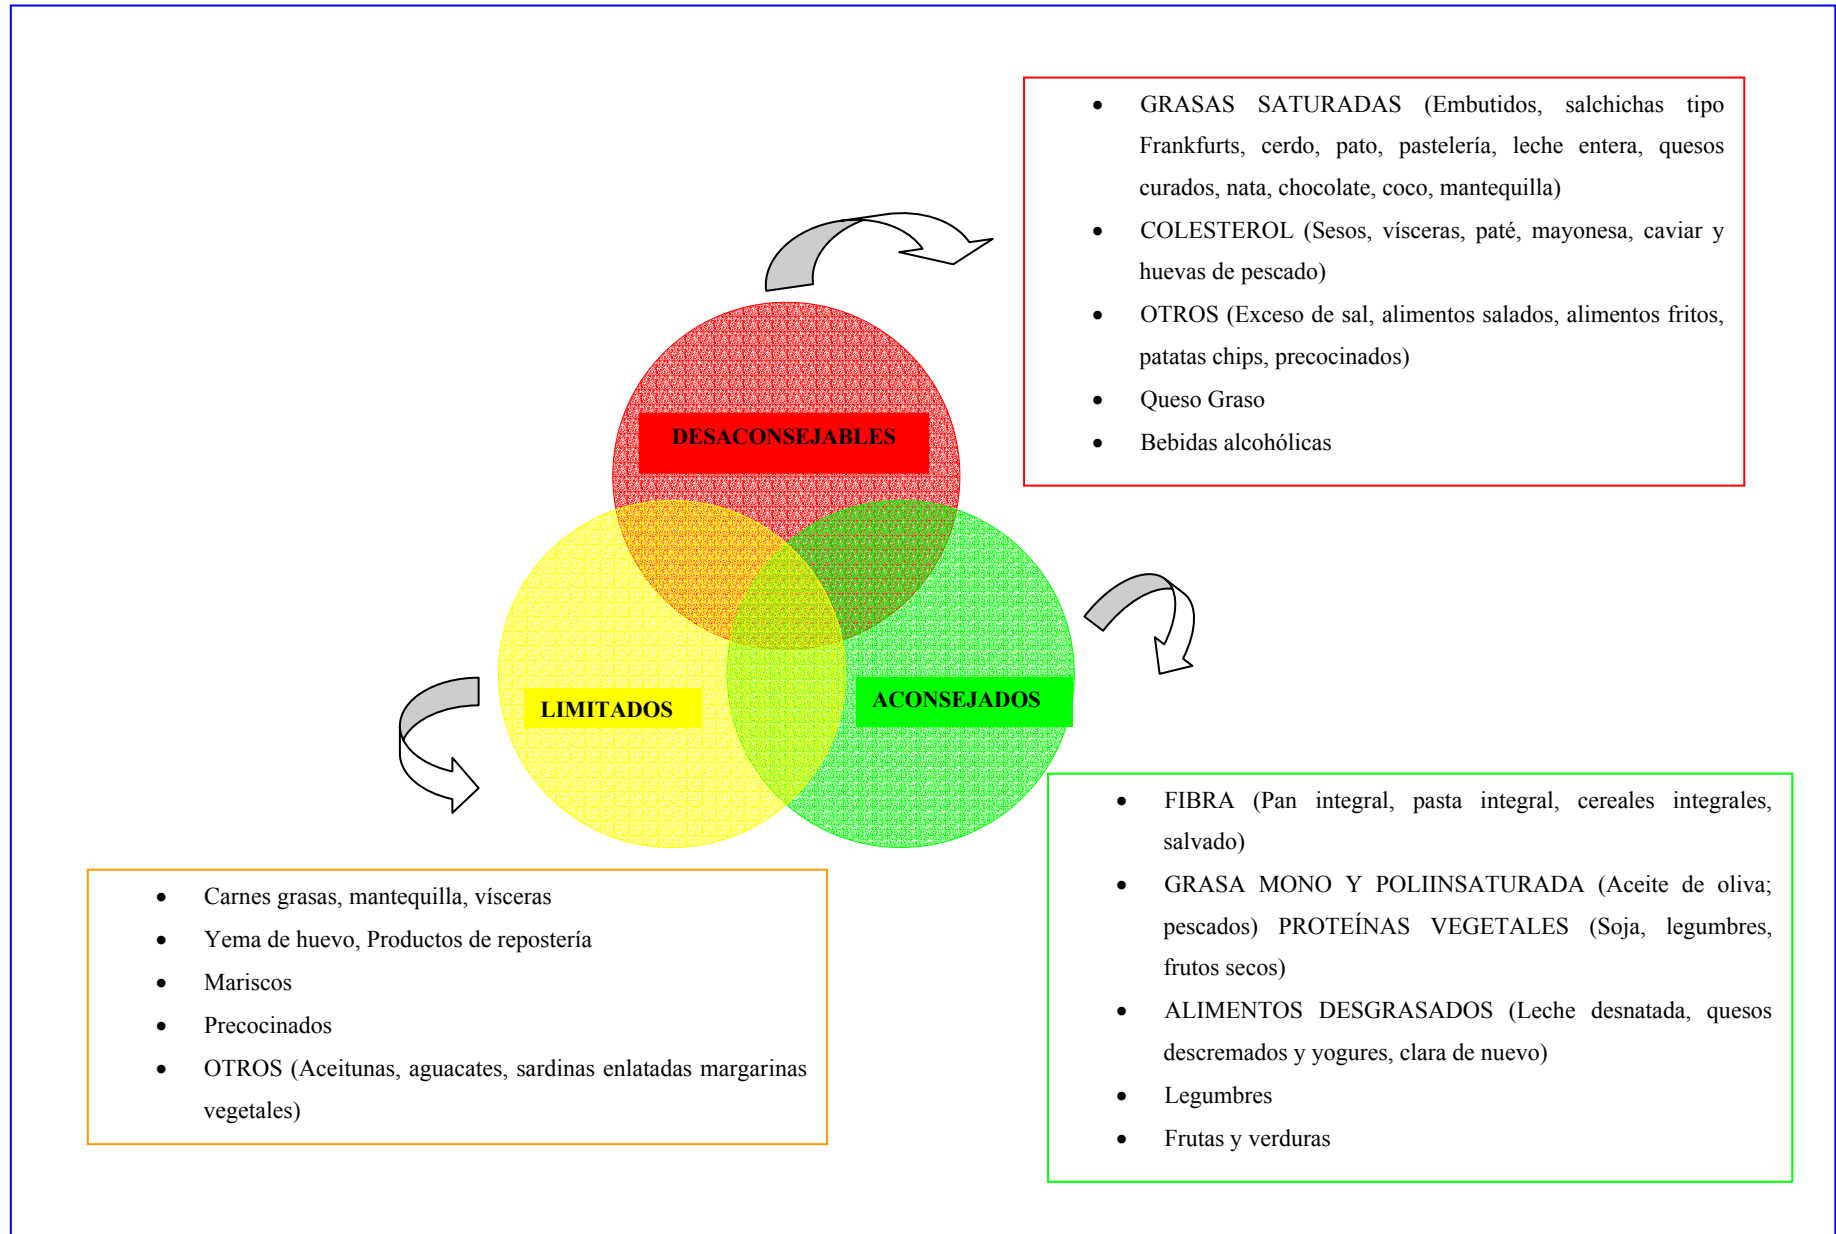 • GRASAS SATURADAS (Embutidos, salchichas tipo
Frankfurts, cerdo, pato, pastelería, leche entera, quesos
curados, nata, chocolate, coco, mantequilla)
• COLESTEROL (Sesos, vísceras, paté, mayonesa, caviar y
huevas de pescado)
• OTROS (Exceso de sal, alimentos salados, alimentos fritos,
patatas chips, precocinados)
• Queso Graso
• Bebidas alcohólicas
DESACONSEJABLES
LIMITADOS
ACONSEJADOS
• Carnes grasas, mantequilla, vísceras
• Yema de huevo, Productos de repostería
• Mariscos
• Precocinados
• OTROS (Aceitunas, aguacates, sardinas enlatadas margarinas
vegetales)
• FIBRA (Pan integral, pasta integral, cereales integrales,
salvado)
• GRASA MONO Y POLIINSATURADA (Aceite de oliva;
pescados) PROTEÍNAS VEGETALES (Soja, legumbres,
frutos secos)
• ALIMENTOS DESGRASADOS (Leche desnatada, quesos
descremados y yogures, clara de nuevo)
• Legumbres
• Frutas y verduras